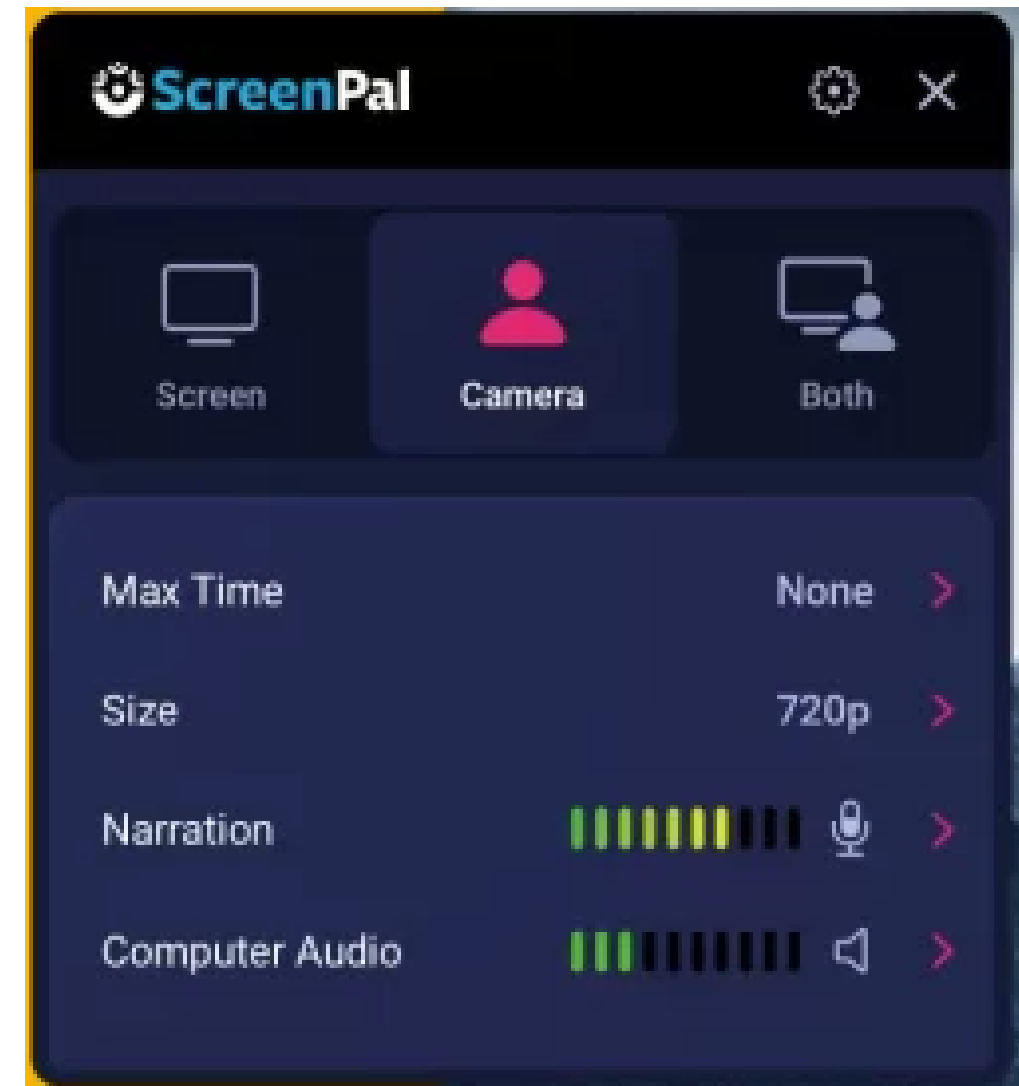 ScreenPal
Screen Camera Both
Max Time None
Size 720p
Narration
Computer Audio